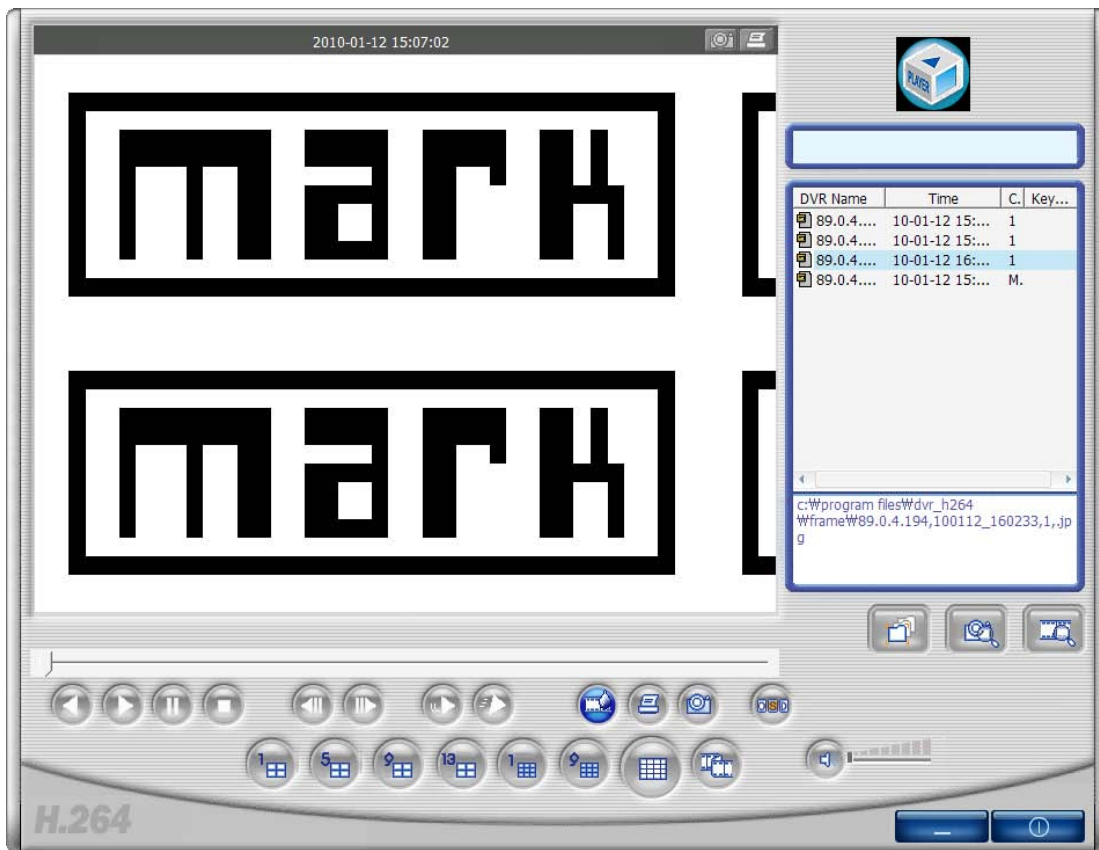 2010-01-12 15:07:02
mark
mark
PLAYER
DVR Name Time C. Key...
89.0.4.... 10-01-12 15:... 1
89.0.4.... 10-01-12 15:... 1
89.0.4.... 10-01-12 16:... 1
89.0.4.... 10-01-12 15:... M.
c:₩program files₩dvr_h264
₩frame₩89.0.4.194,100112_160233,1,.jp
g
OSD
1 5 9 13 1 9
H.264